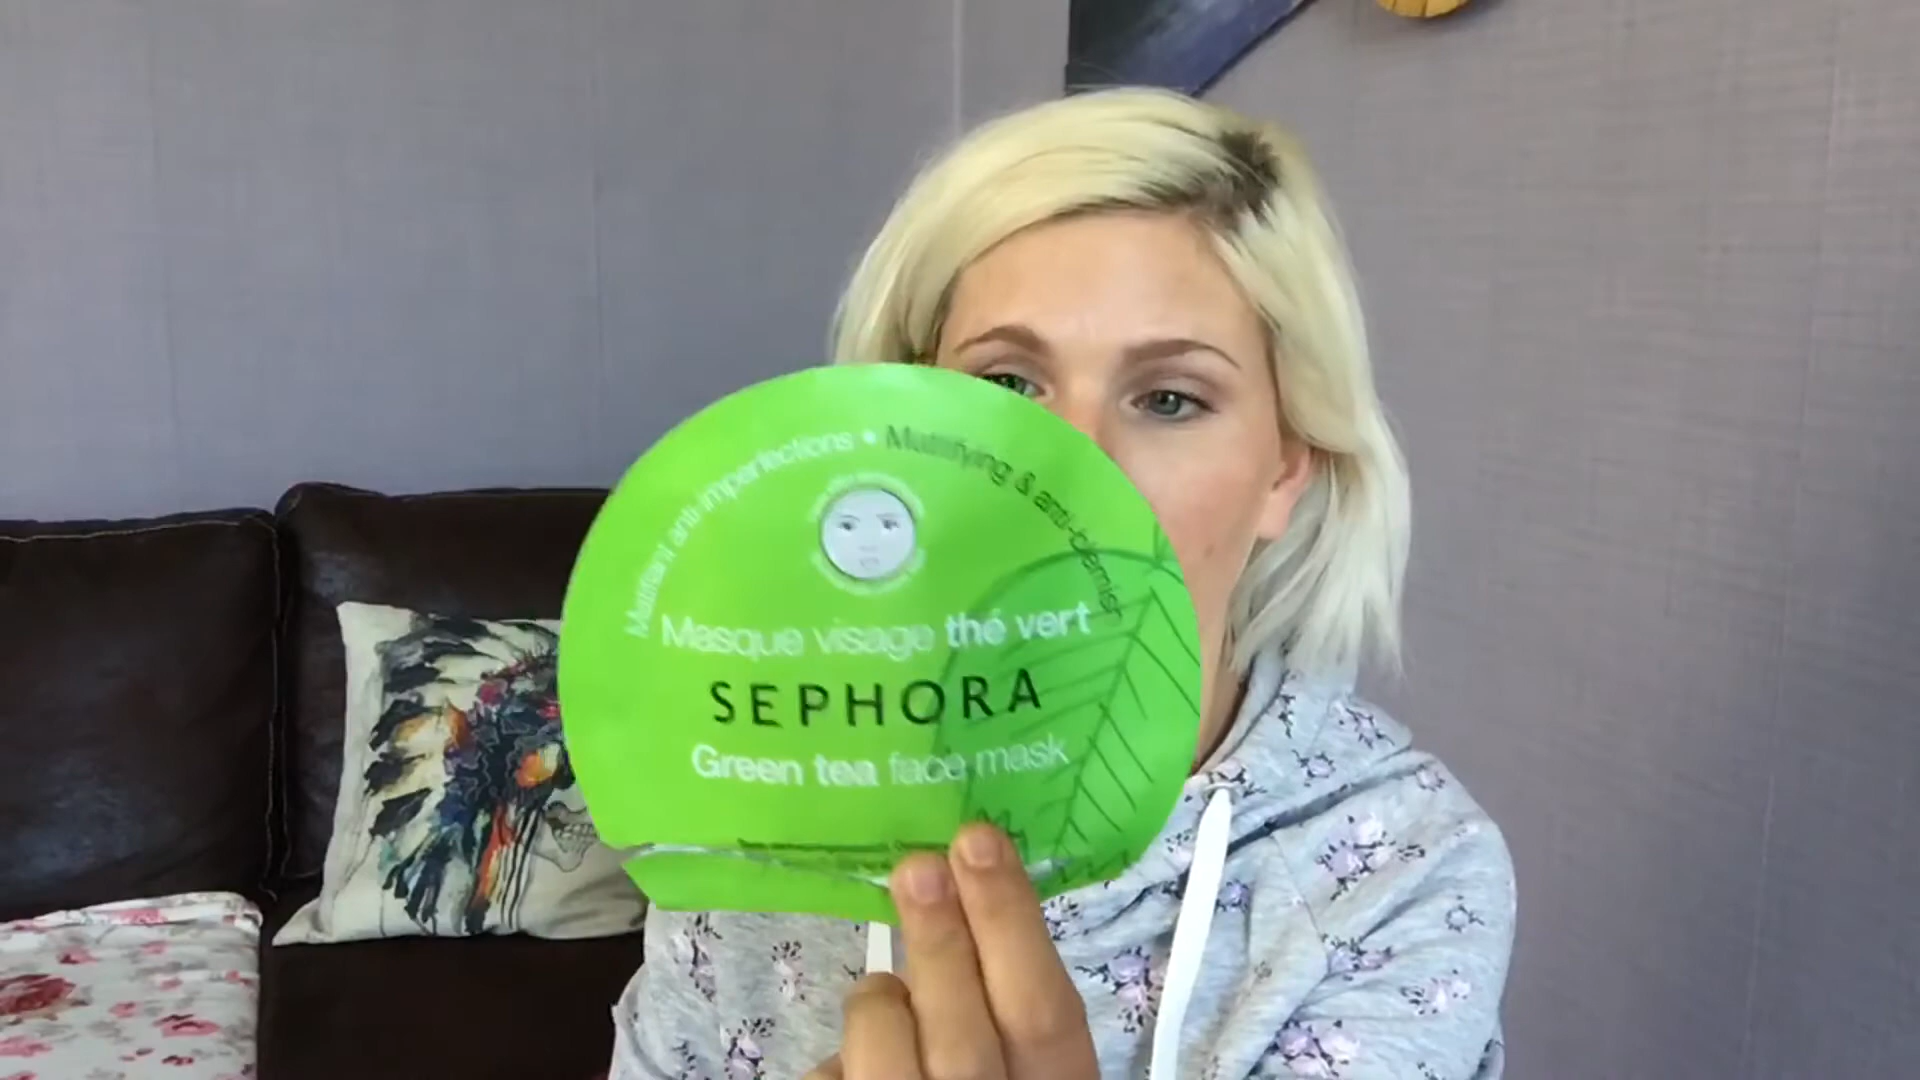 Matifiant anti-imperfections • Mattifying & anti-blemish
Masque visage thé vert
SEPHORA
Green tea face mask